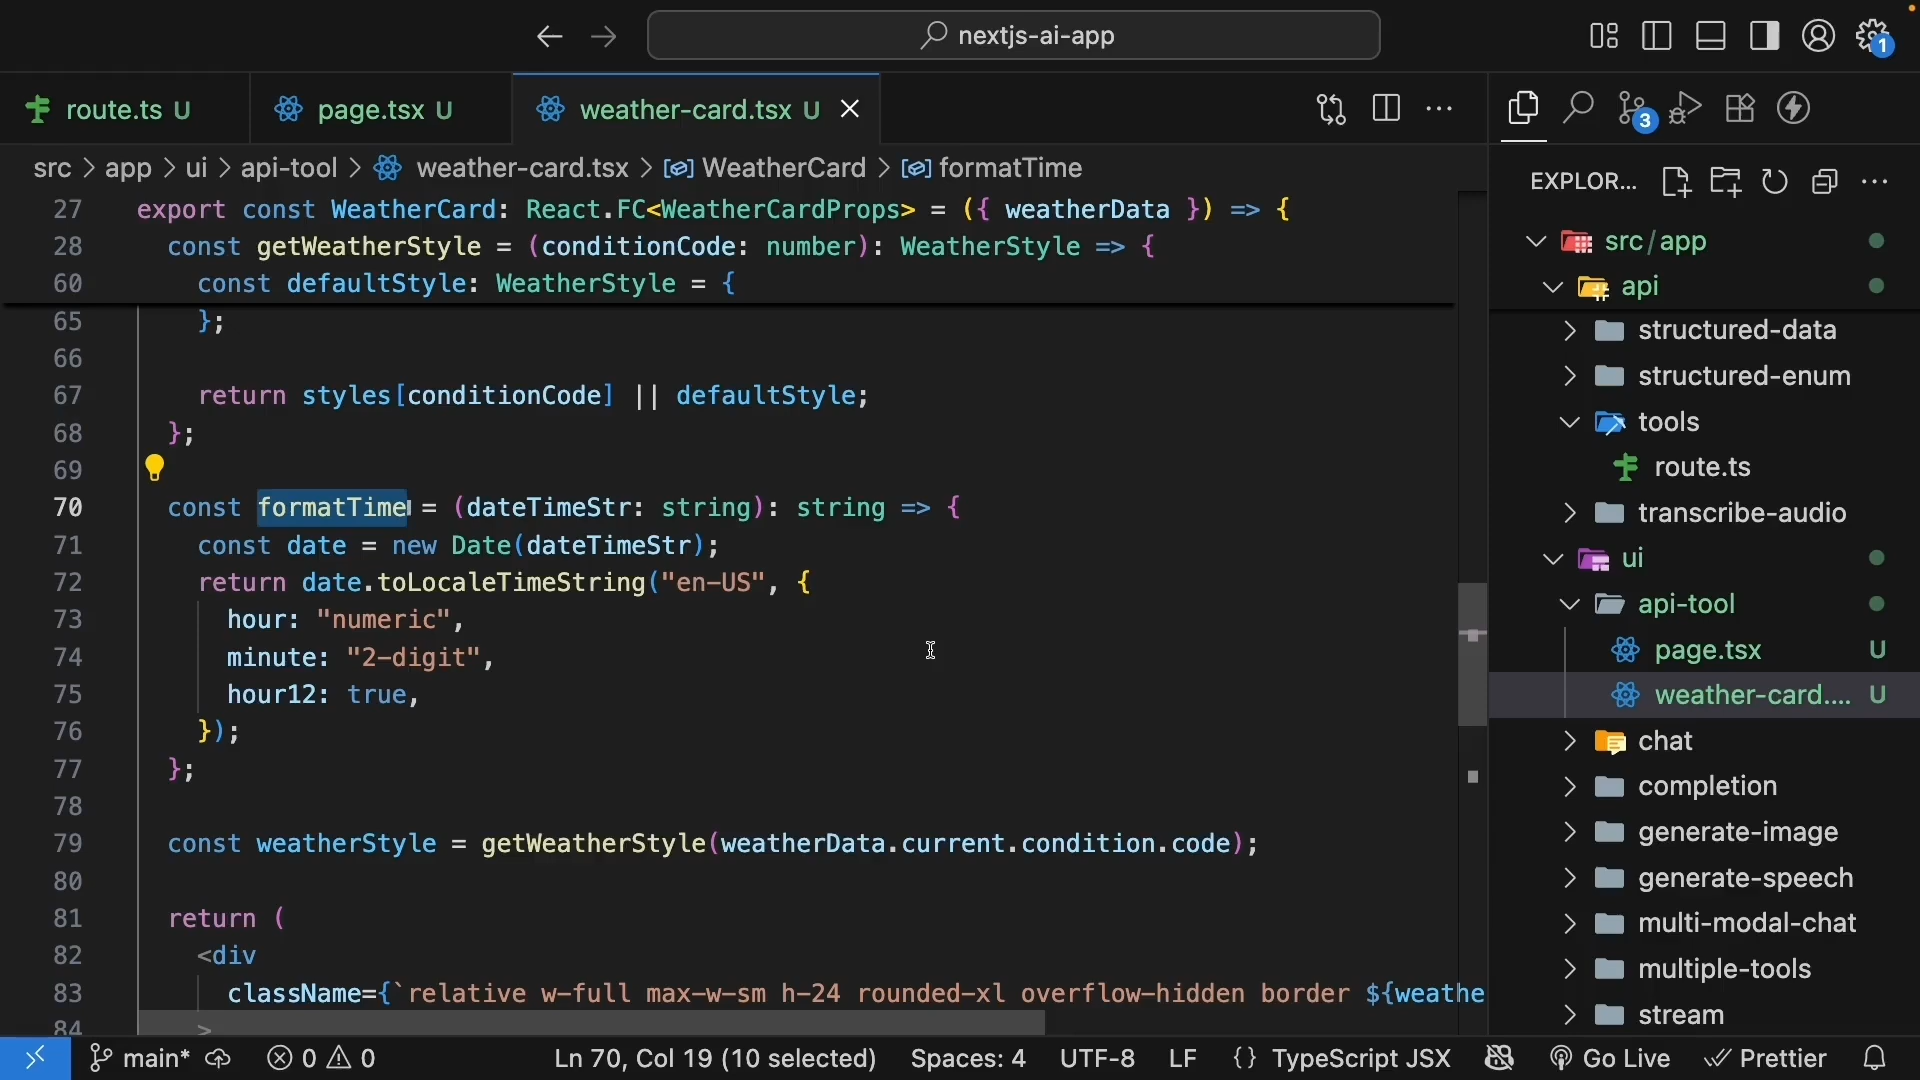 nextjs-ai-app
1
route.ts U
page.tsx U
weather-card.tsx U
3
src > app > ui > api-tool > weather-card.tsx > WeatherCard > formatTime
27 export const WeatherCard: React.FC<WeatherCardProps> = ({ weatherData }) => {
28 const getWeatherStyle = (conditionCode: number): WeatherStyle => {
60 const defaultStyle: WeatherStyle = {
65 };
66
67 return styles[conditionCode] || defaultStyle;
68 };
69
70 const formatTime = (dateTimeStr: string): string => {
71 const date = new Date(dateTimeStr);
72 return date.toLocaleTimeString("en-US", {
73 hour: "numeric",
74 minute: "2-digit",
75 hour12: true,
76 });
77 };
78
79 const weatherStyle = getWeatherStyle(weatherData.current.condition.code);
80
81 return (
82 <div
83 className={`relative w-full max-w-sm h-24 rounded-xl overflow-hidden border ${weathe
84 >
EXPLOR...
src/app
api
structured-data
structured-enum
tools
route.ts
transcribe-audio
ui
api-tool
page.tsx U
weather-card.... U
chat
completion
generate-image
generate-speech
multi-modal-chat
multiple-tools
stream
main* 0 0 Ln 70, Col 19 (10 selected) Spaces: 4 UTF-8 LF {} TypeScript JSX Go Live Prettier